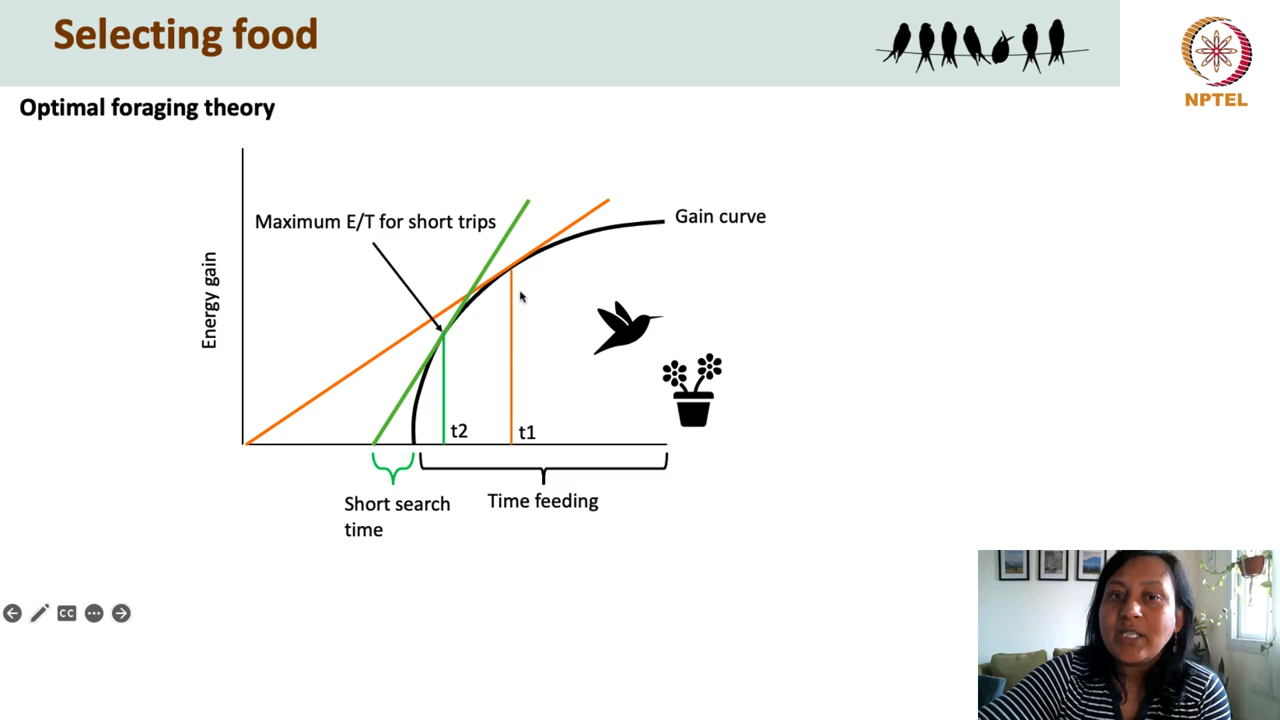 Selecting food
NPTEL
Optimal foraging theory
Maximum E/T for short trips
Gain curve
Energy gain
t2
t1
Short search
time
Time feeding
CC